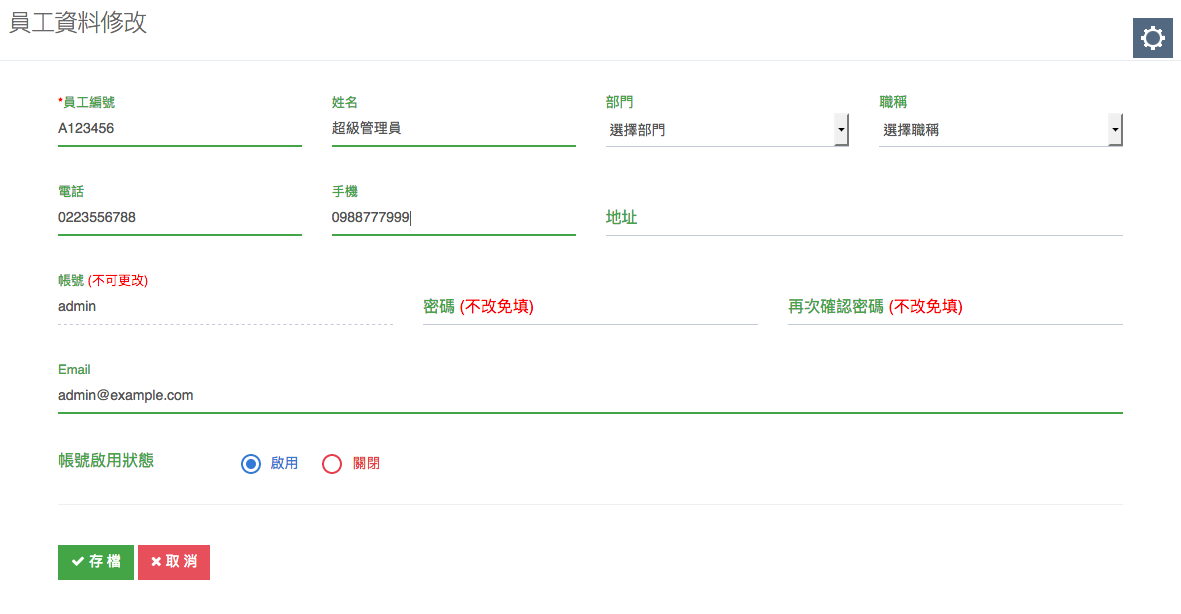 員工資料修改
*員工編號 姓名 部門 職稱
A123456 超級管理員 選擇部門 選擇職稱
電話 手機
0223556788 0988777999 地址
帳號 (不可更改)
admin 密碼 (不改免填) 再次確認密碼 (不改免填)
Email
admin@example.com
帳號啟用狀態 啟用 關閉
存檔 取消